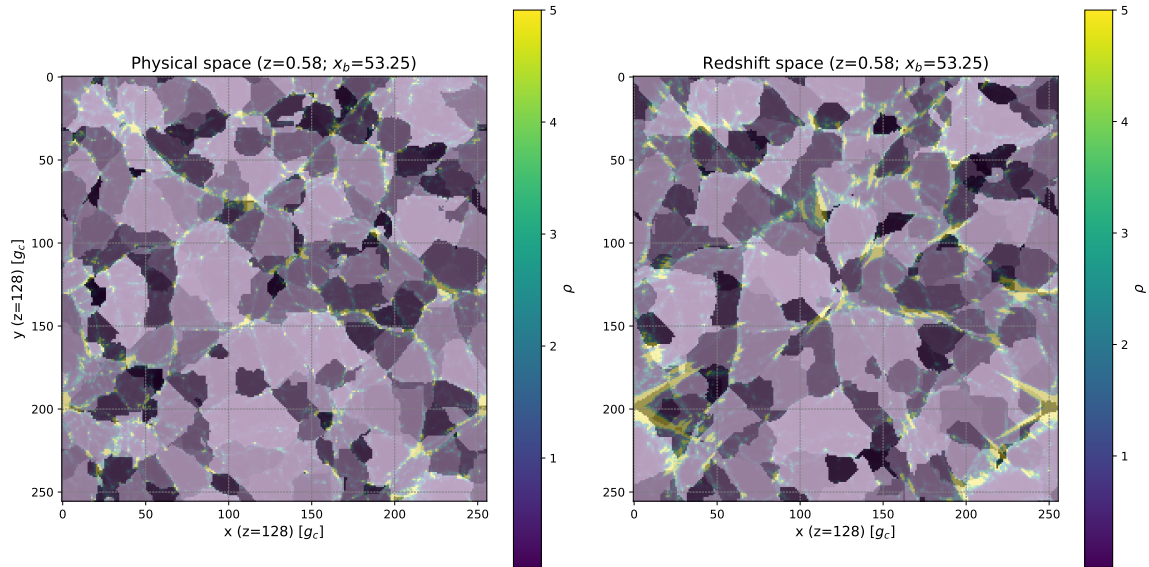 Physical space (z=0.58; x_b=53.25)
0
50
100
150
200
250
y (z=128) [g_c]
0 50 100 150 200 250
x (z=128) [g_c]
5
4
3
2
1
ρ
Redshift space (z=0.58; x_b=53.25)
0
50
100
150
200
250
0 50 100 150 200 250
x (z=128) [g_c]
5
4
3
2
1
ρ